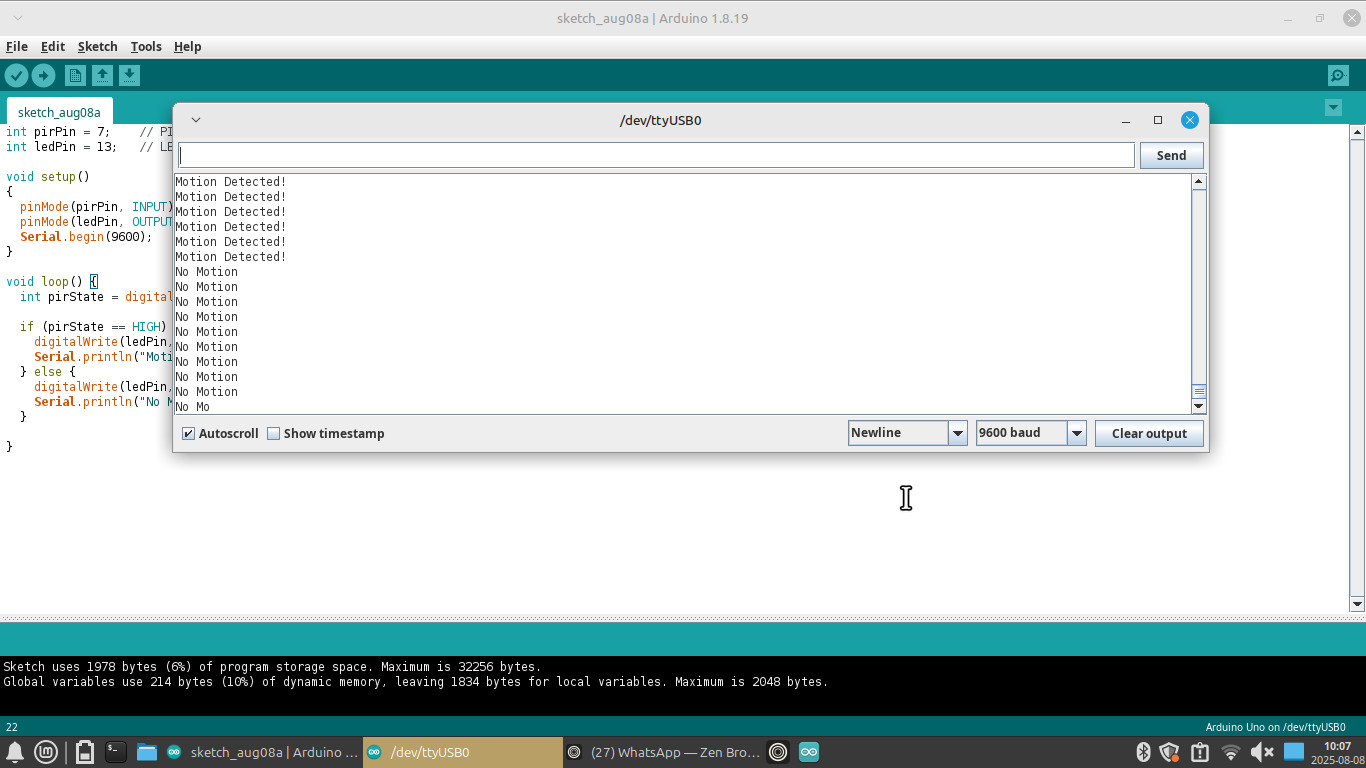 sketch_aug08a | Arduino 1.8.19
File Edit Sketch Tools Help
sketch_aug08a
int pirPin = 7;    // PI
int ledPin = 13;   // LE
void setup()
{
pinMode(pirPin, INPUT)
pinMode(ledPin, OUTPUT
Serial.begin(9600);
}
void loop() {
int pirState = digital
if (pirState == HIGH)
digitalWrite(ledPin,
Serial.println("Moti
} else {
digitalWrite(ledPin,
Serial.println("No M
}
}
/dev/ttyUSB0
Send
Motion Detected!
Motion Detected!
Motion Detected!
Motion Detected!
Motion Detected!
Motion Detected!
No Motion
No Motion
No Motion
No Motion
No Motion
No Motion
No Motion
No Motion
No Motion
No Mo
Autoscroll Show timestamp Newline 9600 baud Clear output
Sketch uses 1978 bytes (6%) of program storage space. Maximum is 32256 bytes.
Global variables use 214 bytes (10%) of dynamic memory, leaving 1834 bytes for local variables. Maximum is 2048 bytes.
22 Arduino Uno on /dev/ttyUSB0
sketch_aug08a | Arduino ... /dev/ttyUSB0 (27) WhatsApp — Zen Bro... 10:07
2025-08-08